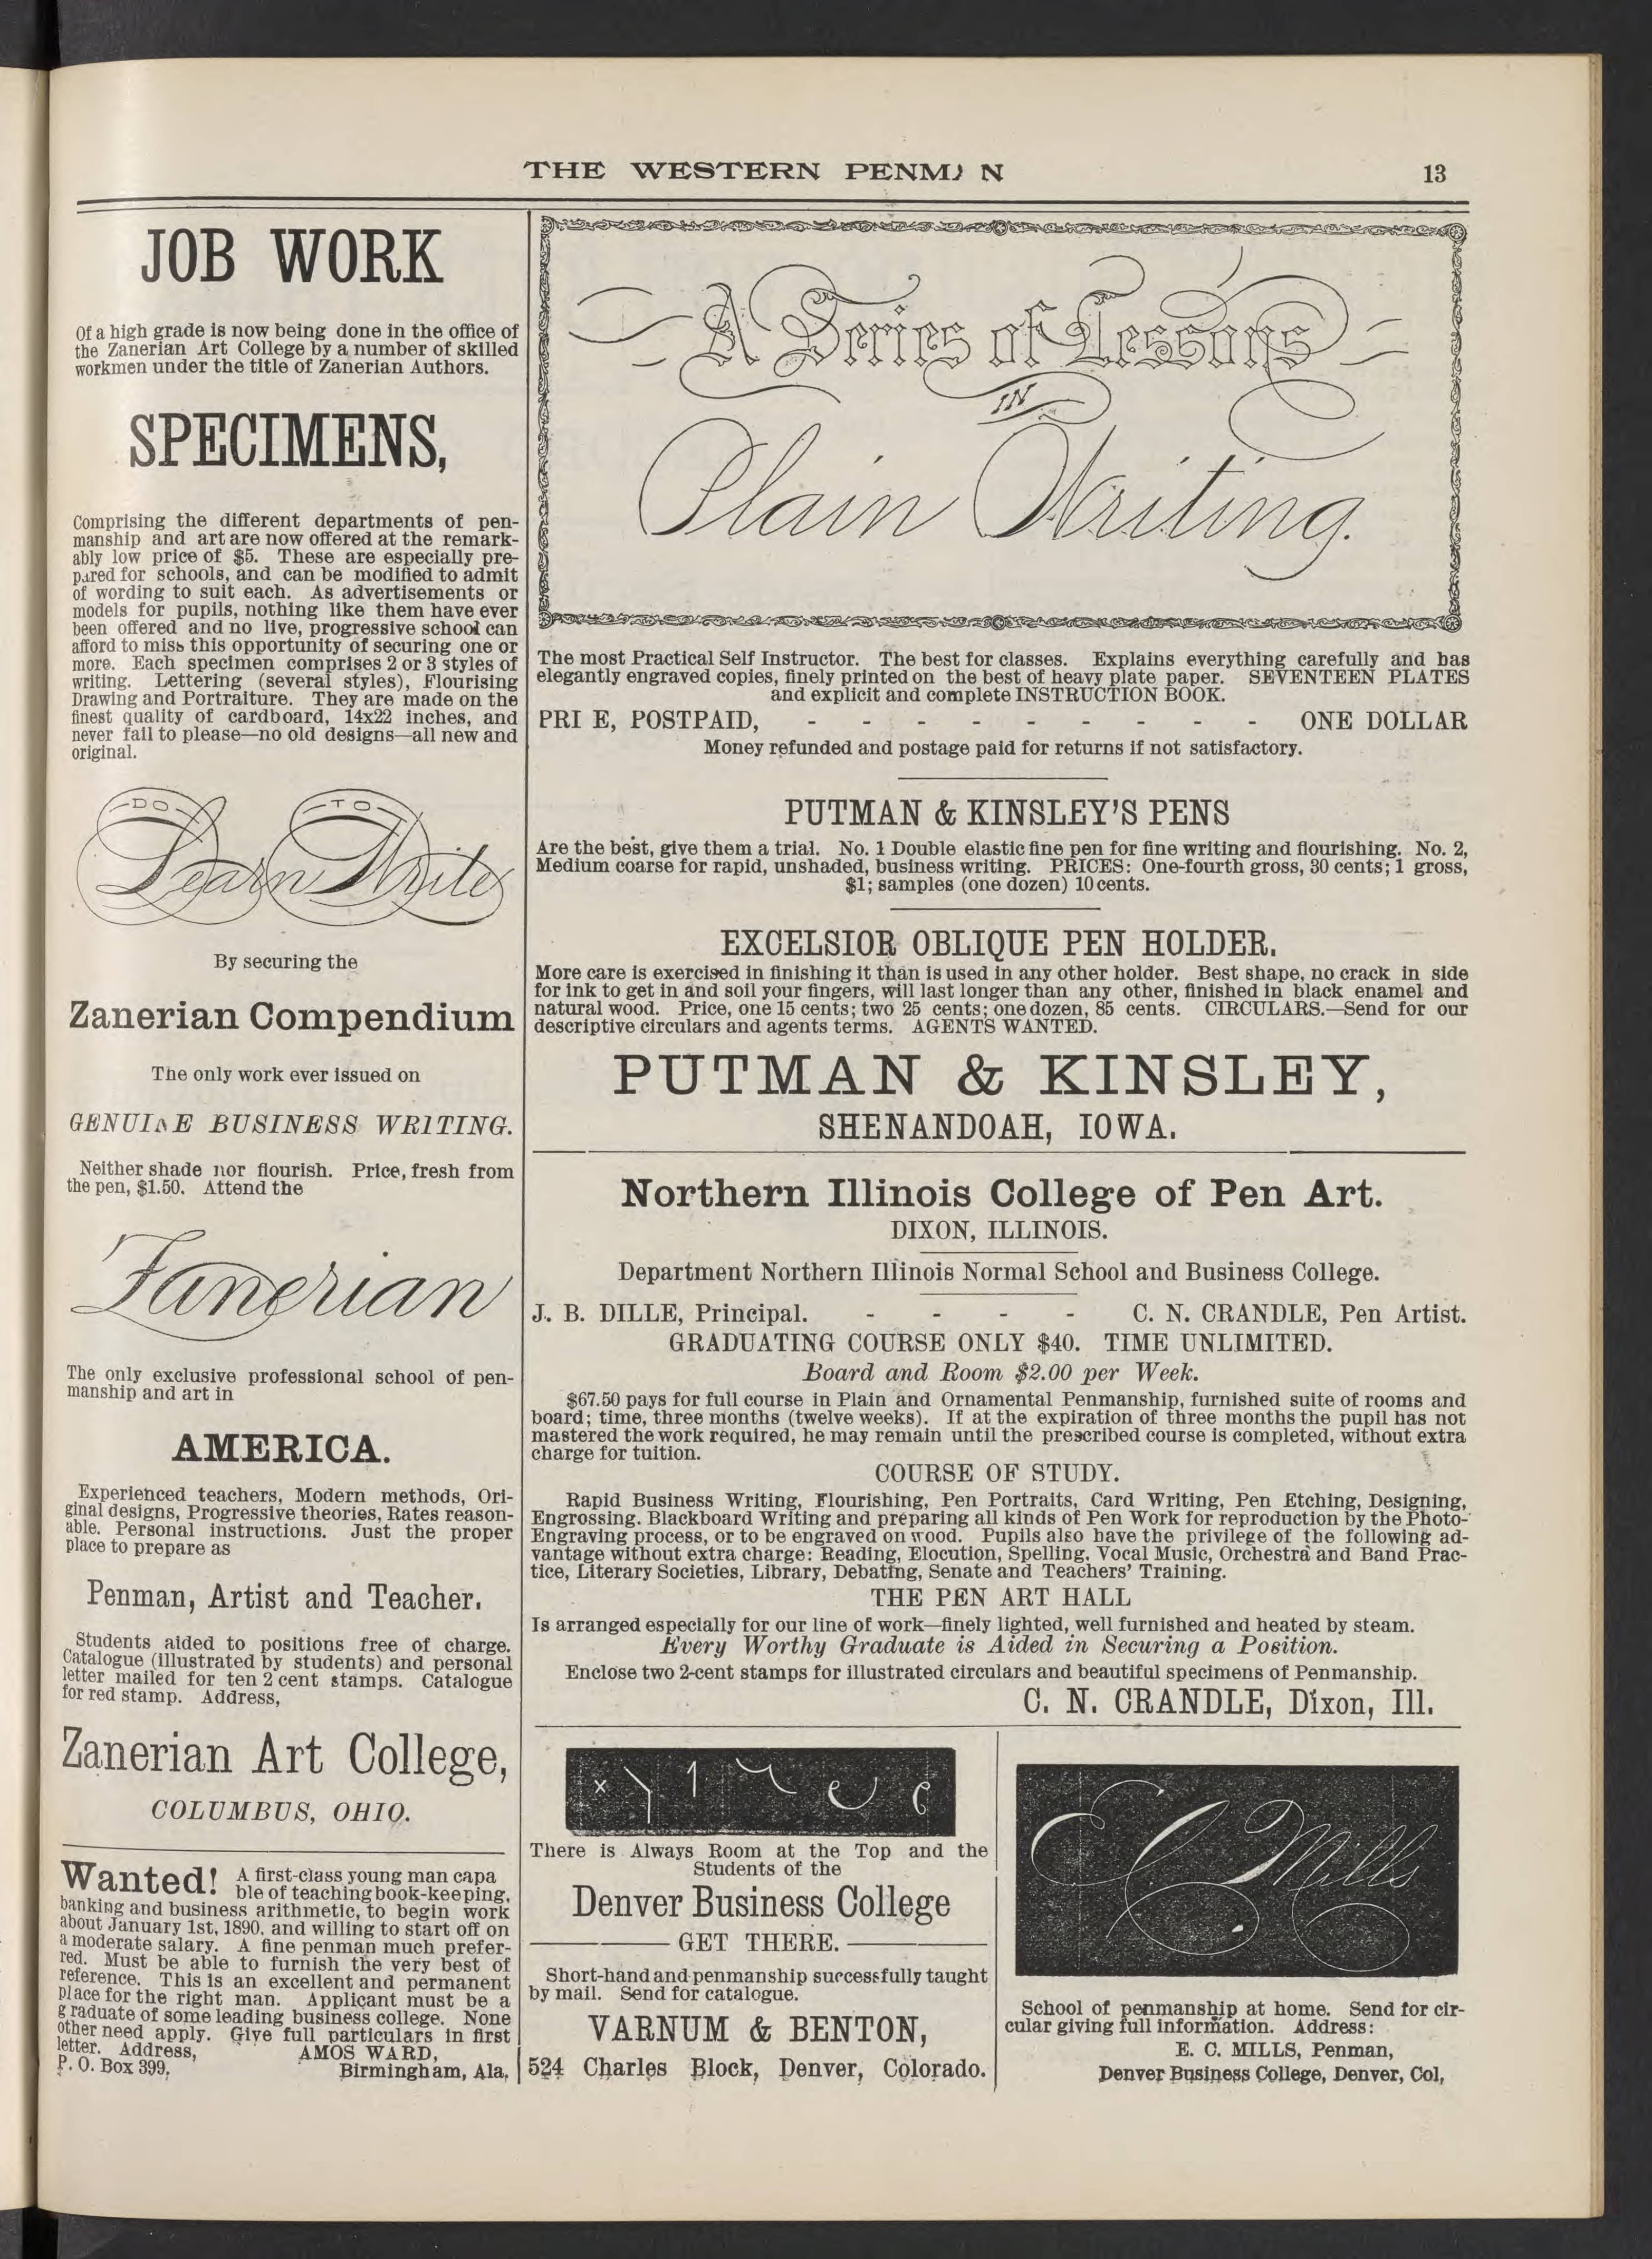 THE WESTERN PENM N
13
JOB WORK
Of a high grade is now being done in the office of
the Zanerian Art College by a number of skilled
workmen under the title of Zanerian Authors.
SPECIMENS,
Comprising the different departments of pen-
manship and art are now offered at the remark-
ably low price of $5. These are especially pre-
pared for schools, and can be modified to admit
of wording to suit each. As advertisements or
models for pupils, nothing like them have ever
been offered and no live, progressive school can
afford to miss this opportunity of securing one or
more. Each specimen comprises 2 or 3 styles of
writing. Lettering (several styles), Flourising
Drawing and Portraiture. They are made on the
finest quality of cardboard, 14x22 inches, and
never fail to please—no old designs—all new and
original.
DO TO
Learn Write
By securing the
Zanerian Compendium
The only work ever issued on
GENUINE BUSINESS WRITING.
Neither shade nor flourish. Price, fresh from
the pen, $1.50. Attend the
Zanerian
The only exclusive professional school of pen-
manship and art in
AMERICA.
Experienced teachers, Modern methods, Ori-
ginal designs, Progressive theories, Rates reason-
able. Personal instructions. Just the proper
place to prepare as
Penman, Artist and Teacher.
Students aided to positions free of charge.
Catalogue (illustrated by students) and personal
letter mailed for ten 2 cent stamps. Catalogue
for red stamp. Address,
Zanerian Art College,
COLUMBUS, OHIO.
Wanted! A first-class young man capa
ble of teaching book-keeping,
banking and business arithmetic, to begin work
about January 1st, 1890, and willing to start off on
a moderate salary. A fine penman much prefer-
red. Must be able to furnish the very best of
reference. This is an excellent and permanent
place for the right man. Applicant must be a
graduate of some leading business college. None
other need apply. Give full particulars in first
letter. Address, AMOS WARD,
P. O. Box 399. Birmingham, Ala.
A Series of Lessons
IN
Plain Writing.
The most Practical Self Instructor. The best for classes. Explains everything carefully and has
elegantly engraved copies, finely printed on the best of heavy plate paper. SEVENTEEN PLATES
and explicit and complete INSTRUCTION BOOK.
PRI E, POSTPAID, - - - - - - - - - ONE DOLLAR
Money refunded and postage paid for returns if not satisfactory.
PUTMAN & KINSLEY'S PENS
Are the best, give them a trial. No. 1 Double elastic fine pen for fine writing and flourishing. No. 2,
Medium coarse for rapid, unshaded, business writing. PRICES: One-fourth gross, 30 cents; 1 gross,
$1; samples (one dozen) 10 cents.
EXCELSIOR OBLIQUE PEN HOLDER.
More care is exercised in finishing it than is used in any other holder. Best shape, no crack in side
for ink to get in and soil your fingers, will last longer than any other, finished in black enamel and
natural wood. Price, one 15 cents; two 25 cents; one dozen, 85 cents. CIRCULARS.—Send for our
descriptive circulars and agents terms. AGENTS WANTED.
PUTMAN & KINSLEY,
SHENANDOAH, IOWA.
Northern Illinois College of Pen Art.
DIXON, ILLINOIS.
Department Northern Illinois Normal School and Business College.
J. B. DILLE, Principal. - - - - C. N. CRANDLE, Pen Artist.
GRADUATING COURSE ONLY $40. TIME UNLIMITED.
Board and Room $2.00 per Week.
$67.50 pays for full course in Plain and Ornamental Penmanship, furnished suite of rooms and
board; time, three months (twelve weeks). If at the expiration of three months the pupil has not
mastered the work required, he may remain until the prescribed course is completed, without extra
charge for tuition.
COURSE OF STUDY.
Rapid Business Writing, Flourishing, Pen Portraits, Card Writing, Pen Etching, Designing,
Engrossing. Blackboard Writing and preparing all kinds of Pen Work for reproduction by the Photo-
Engraving process, or to be engraved on wood. Pupils also have the privilege of the following ad-
vantage without extra charge: Reading, Elocution, Spelling, Vocal Music, Orchestra and Band Prac-
tice, Literary Societies, Library, Debating, Senate and Teachers' Training.
THE PEN ART HALL
Is arranged especially for our line of work—finely lighted, well furnished and heated by steam.
Every Worthy Graduate is Aided in Securing a Position.
Enclose two 2-cent stamps for illustrated circulars and beautiful specimens of Penmanship.
C. N. CRANDLE, Dixon, Ill.
There is Always Room at the Top and the
Students of the
Denver Business College
GET THERE.
Short-hand and penmanship successfully taught
by mail. Send for catalogue.
VARNUM & BENTON,
524 Charles Block, Denver, Colorado.
E C Mills
School of penmanship at home. Send for cir-
cular giving full information. Address:
E. C. MILLS, Penman,
Denver Business College, Denver, Col,